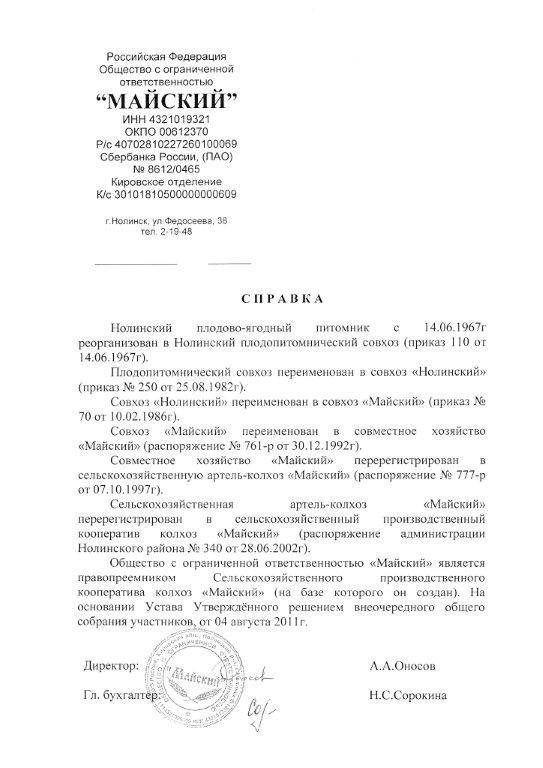 Российская Федерация
Общество с ограниченной
ответственностью
“МАЙСКИЙ”
ИНН 4321019321
ОКПО 00612370
Р/с 40702810227260100069
Сбербанка России, (ПАО)
№ 8612/0465
Кировское отделение
К/с 30101810500000000609
г.Нолинск, ул.Федосеева, 38
тел. 2-19-48
С П Р А В К А
Нолинский плодово-ягодный питомник с 14.06.1967г
реорганизован в Нолинский плодопитомнический совхоз (приказ 110 от
14.06.1967г).
Плодопитомнический совхоз переименован в совхоз «Нолинский»
(приказ № 250 от 25.08.1982г).
Совхоз «Нолинский» переименован в совхоз «Майский» (приказ №
70 от 10.02.1986г).
Совхоз «Майский» переименован в совместное хозяйство
«Майский» (распоряжение № 761-р от 30.12.1992г).
Совместное хозяйство «Майский» перерегистрирован в
сельскохозяйственную артель-колхоз «Майский» (распоряжение № 777-р
от 07.10.1997г).
Сельскохозяйственная артель-колхоз «Майский»
перерегистрирован в сельскохозяйственный производственный
кооператив колхоз «Майский» (распоряжение администрации
Нолинского района № 340 от 28.06.2002г).
Общество с ограниченной ответственностью «Майский» является
правопреемником Сельскохозяйственного производственного
кооператива колхоз «Майский» (на базе которого он создан). На
основании Устава Утверждённого решением внеочередного общего
собрания участников, от 04 августа 2011г.
Директор: А.А.Оносов
"Майский"
Гл. бухгалтер: Н.С.Сорокина